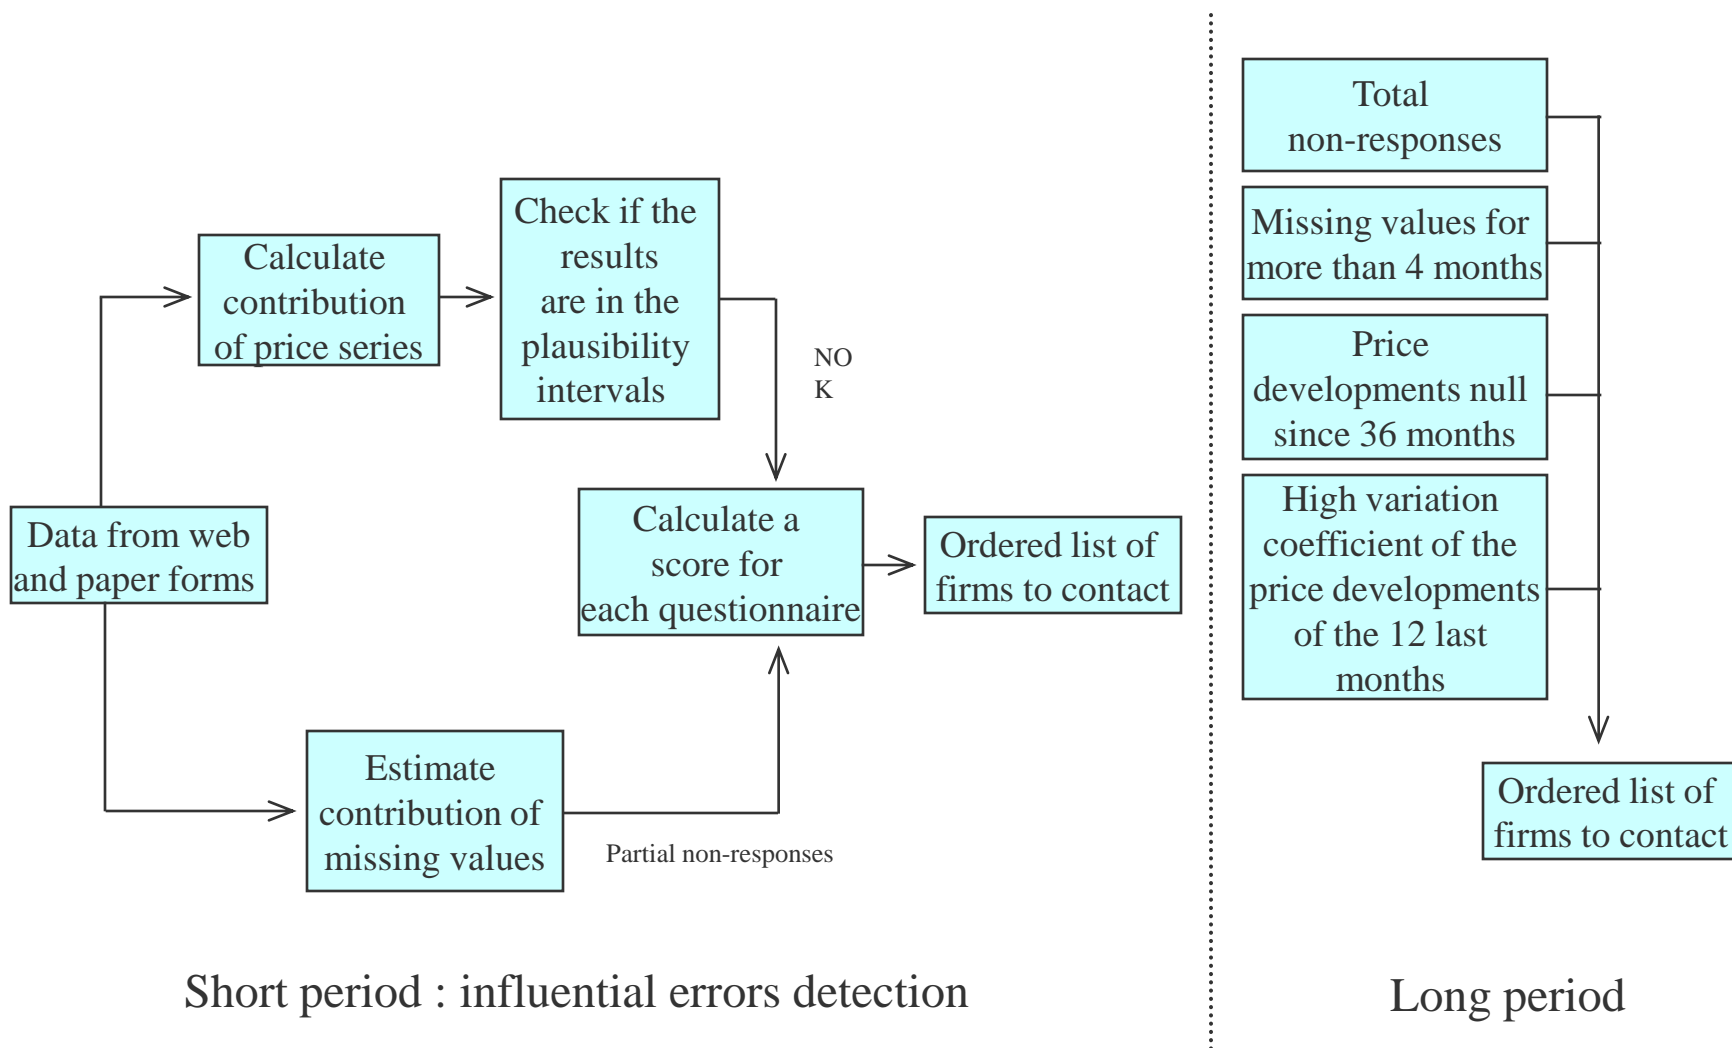 Calculate
contribution
of price series
Check if the
results
are in the
plausibility
intervals
NO
K
Data from web
and paper forms
Calculate a
score for
each questionnaire
Ordered list of
firms to contact
Estimate
contribution of
missing values
Partial non-responses
Short period : influential errors detection
Total
non-responses
Missing values for
more than 4 months
Price
developments null
since 36 months
High variation
coefficient of the
price developments
of the 12 last
months
Ordered list of
firms to contact
Long period